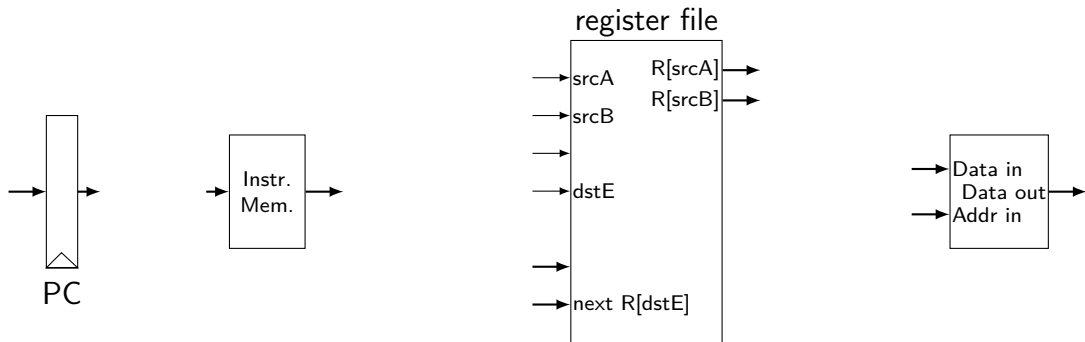 register file
srcA
R[srcA]
srcB
R[srcB]
dstE
next R[dstE]
PC
Instr.
Mem.
Data in
Data out
Addr in